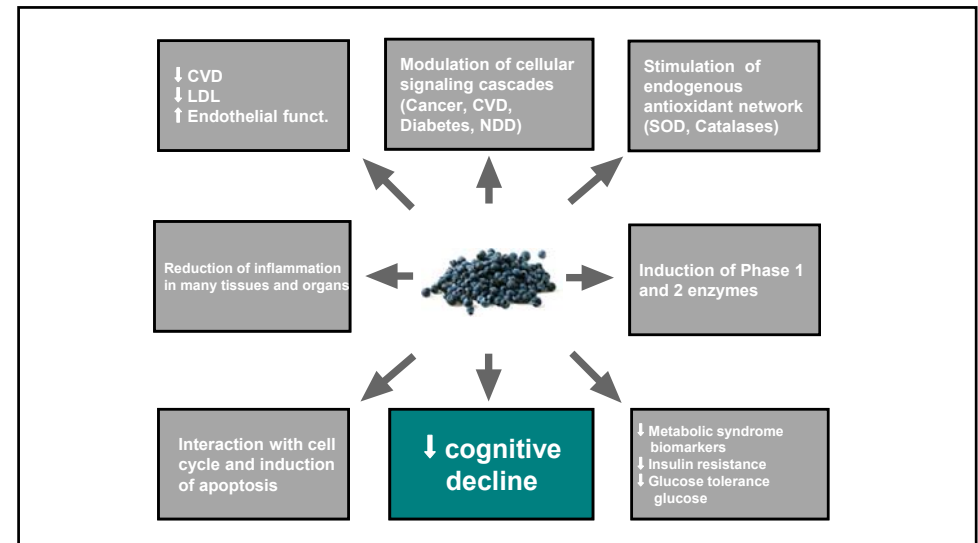 ⬇ CVD
⬇ LDL
⬆ Endothelial funct.
Modulation of cellular
signaling cascades
(Cancer, CVD,
Diabetes, NDD)
Stimulation of
endogenous
antioxidant network
(SOD, Catalases)
Reduction of inflammation
in many tissues and organs
Induction of Phase 1
and 2 enzymes
Interaction with cell
cycle and induction
of apoptosis
⬇ cognitive
decline
⬇ Metabolic syndrome
biomarkers
⬇ Insulin resistance
⬇ Glucose tolerance
glucose